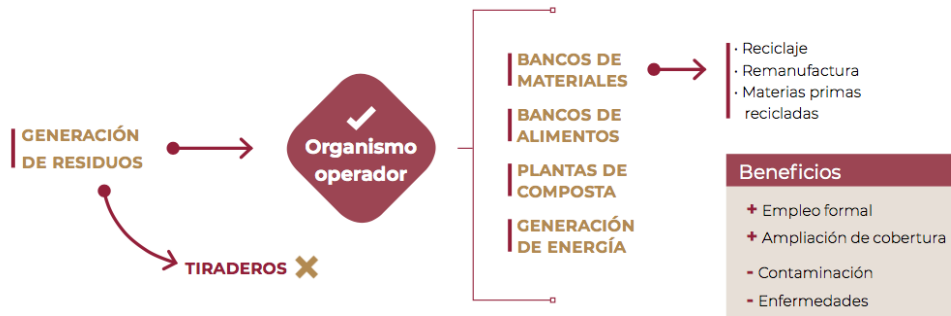 GENERACIÓN
DE RESIDUOS
TIRADEROS
Organismo
operador
BANCOS DE
MATERIALES
BANCOS DE
ALIMENTOS
PLANTAS DE
COMPOSTA
GENERACIÓN
DE ENERGÍA
· Reciclaje
· Remanufactura
· Materias primas
recicladas
Beneficios
+ Empleo formal
+ Ampliación de cobertura
- Contaminación
- Enfermedades